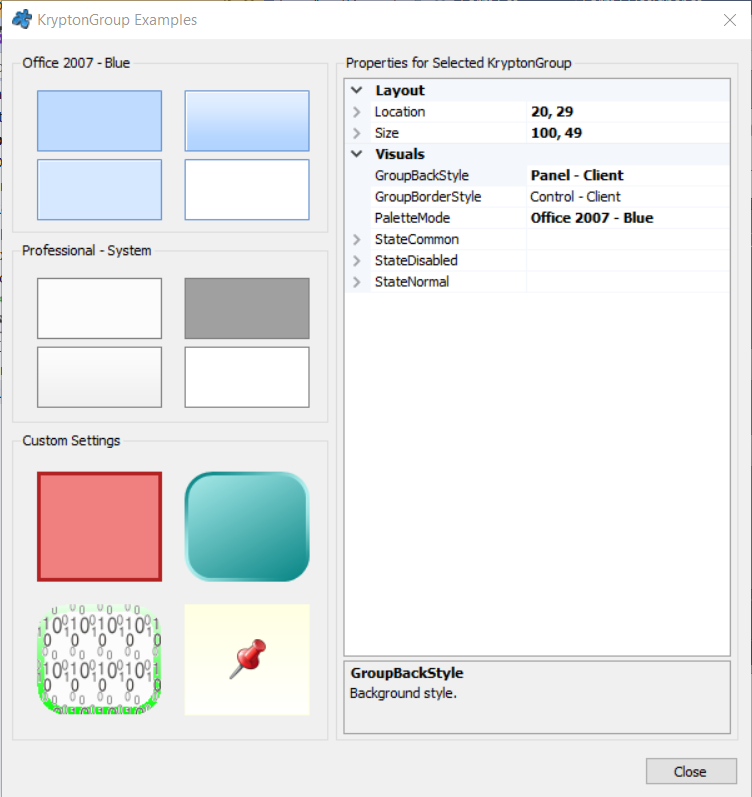 KryptonGroup Examples
Office 2007 - Blue
Professional - System
Custom Settings
Properties for Selected KryptonGroup
Layout
Location 20, 29
Size 100, 49
Visuals
GroupBackStyle Panel - Client
GroupBorderStyle Control - Client
PaletteMode Office 2007 - Blue
StateCommon
StateDisabled
StateNormal
GroupBackStyle
Background style.
Close